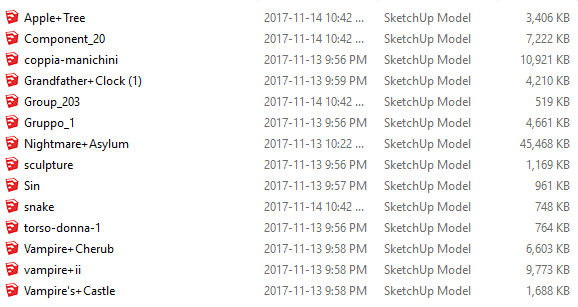 Apple+Tree 2017-11-14 10:42 ... SketchUp Model 3,406 KB
Component_20 2017-11-14 10:42 ... SketchUp Model 7,222 KB
coppia-manichini 2017-11-13 9:56 PM SketchUp Model 10,921 KB
Grandfather+Clock (1) 2017-11-13 9:59 PM SketchUp Model 4,210 KB
Group_203 2017-11-14 10:42 ... SketchUp Model 519 KB
Gruppo_1 2017-11-13 9:56 PM SketchUp Model 4,661 KB
Nightmare+Asylum 2017-11-13 10:22 ... SketchUp Model 45,468 KB
sculpture 2017-11-13 9:56 PM SketchUp Model 1,169 KB
Sin 2017-11-13 9:57 PM SketchUp Model 961 KB
snake 2017-11-14 10:42 ... SketchUp Model 748 KB
torso-donna-1 2017-11-13 9:56 PM SketchUp Model 764 KB
Vampire+Cherub 2017-11-13 9:58 PM SketchUp Model 6,603 KB
vampire+ii 2017-11-13 9:58 PM SketchUp Model 9,773 KB
Vampire's+Castle 2017-11-13 9:58 PM SketchUp Model 1,688 KB